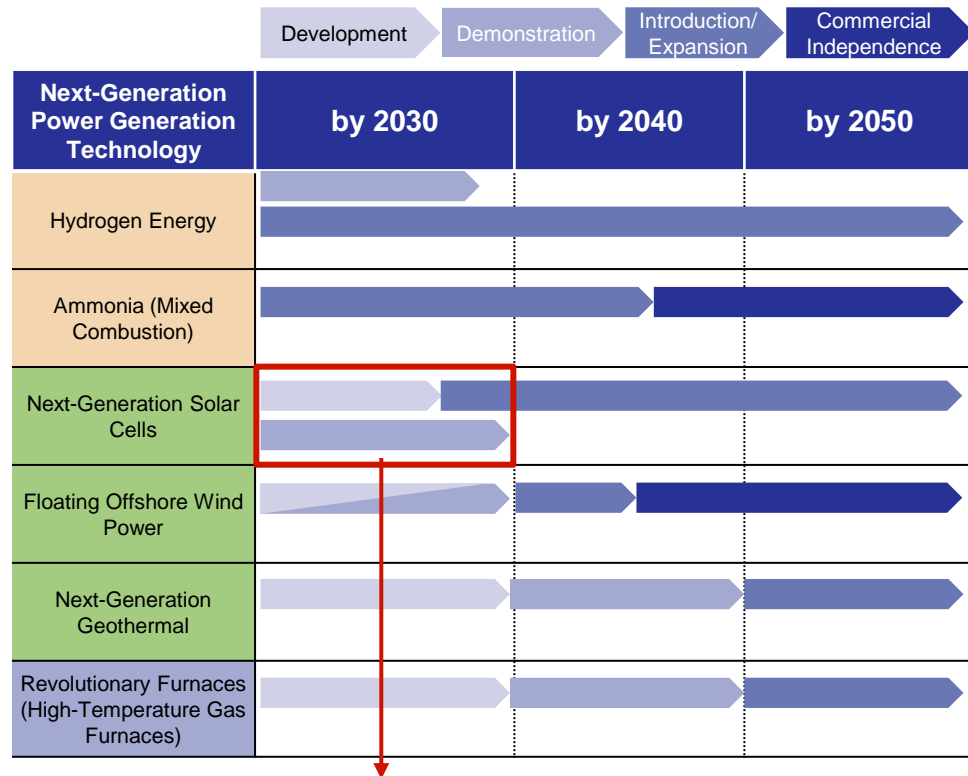 Development
Demonstration
Introduction/
Expansion
Commercial
Independence
Next-Generation
Power Generation
Technology
by 2030
by 2040
by 2050
Hydrogen Energy
Ammonia (Mixed
Combustion)
Next-Generation Solar
Cells
Floating Offshore Wind
Power
Next-Generation
Geothermal
Revolutionary Furnaces
(High-Temperature Gas
Furnaces)